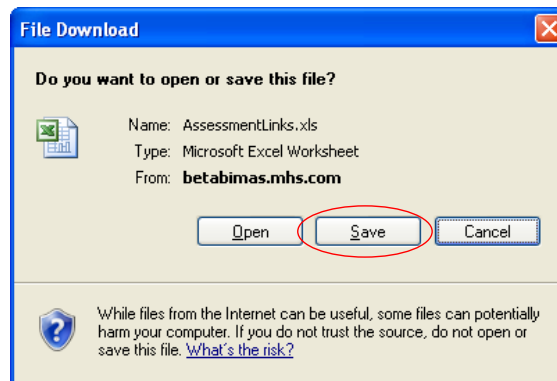 File Download
Do you want to open or save this file?
Name: AssessmentLinks.xls
Type: Microsoft Excel Worksheet
From: betabimas.mhs.com
Open Save Cancel
While files from the Internet can be useful, some files can potentially
harm your computer. If you do not trust the source, do not open or
save this file. What's the risk?